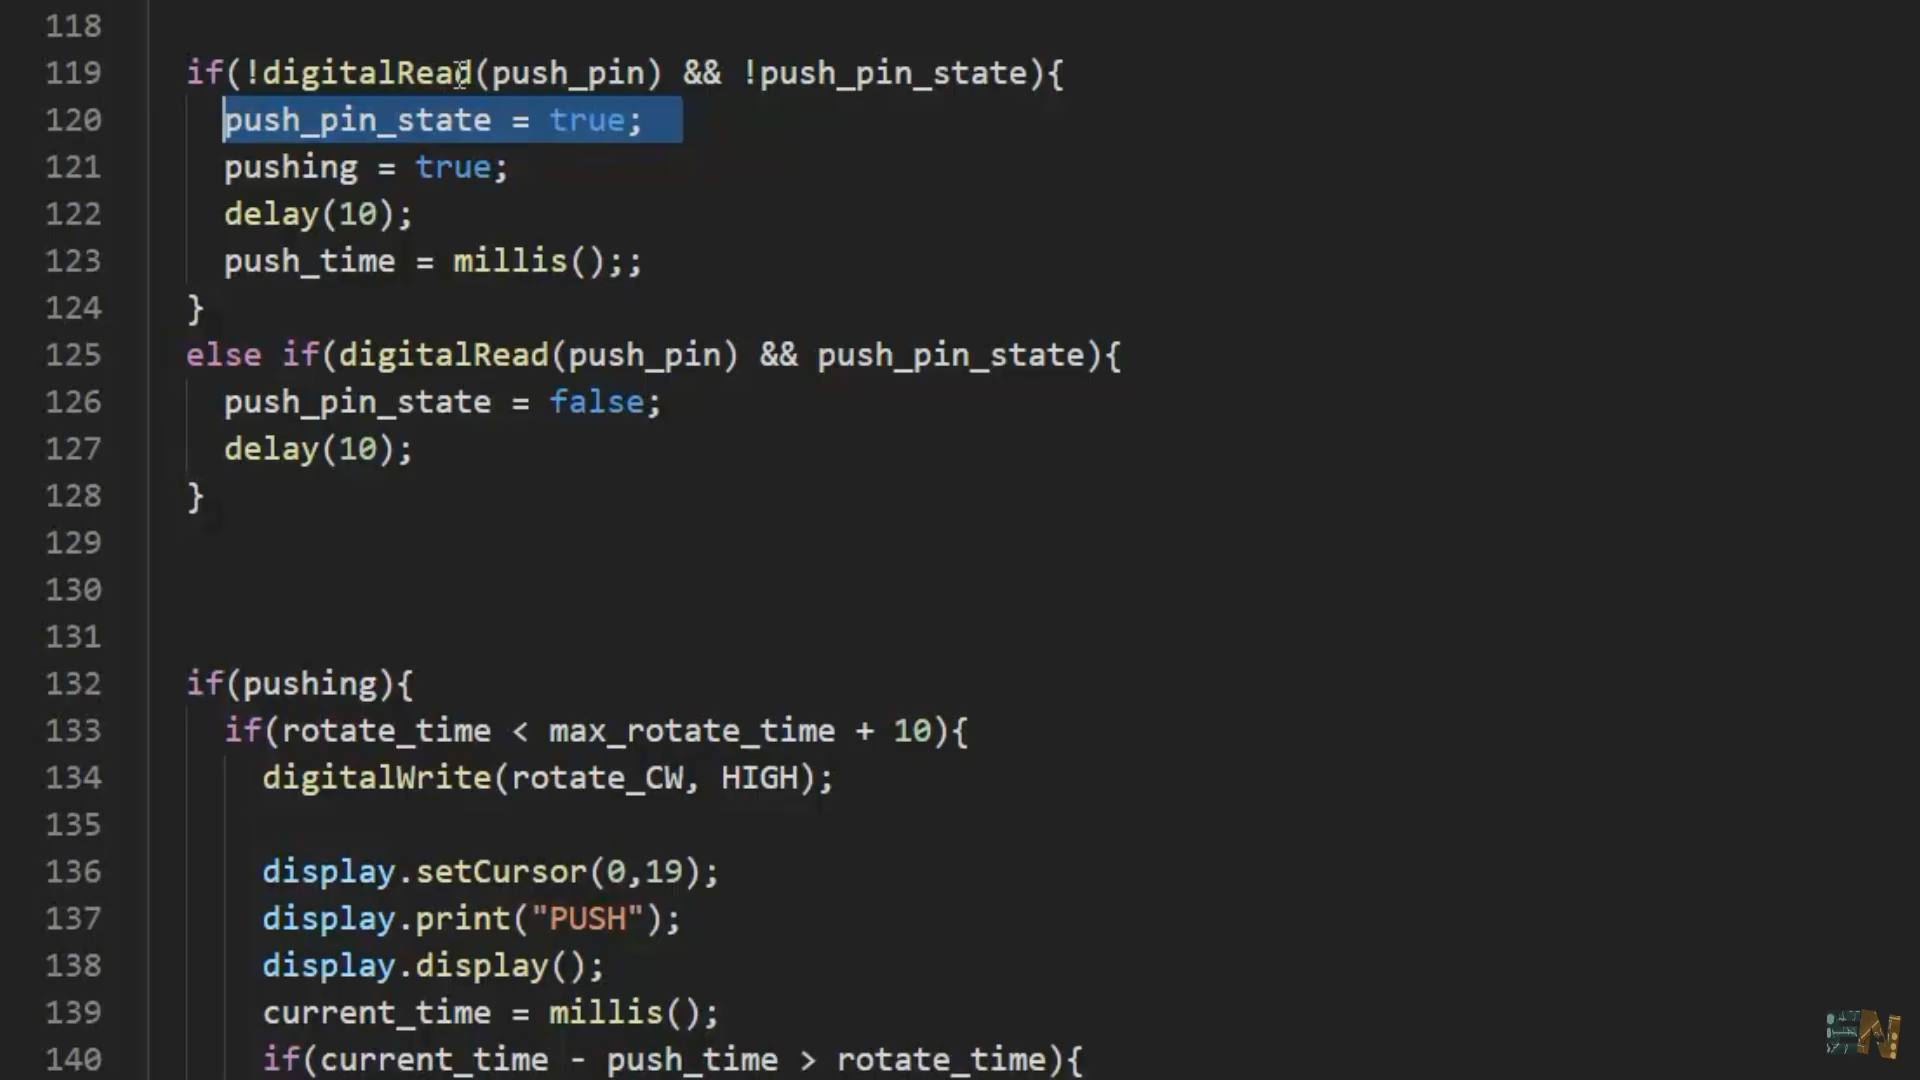 118
119 if(!digitalRead(push_pin) && !push_pin_state){
120 push_pin_state = true;
121 pushing = true;
122 delay(10);
123 push_time = millis();;
124 }
125 else if(digitalRead(push_pin) && push_pin_state){
126 push_pin_state = false;
127 delay(10);
128 }
129
130
131
132 if(pushing){
133 if(rotate_time < max_rotate_time + 10){
134 digitalWrite(rotate_CW, HIGH);
135
136 display.setCursor(0,19);
137 display.print("PUSH");
138 display.display();
139 current_time = millis();
140 if(current_time - push_time > rotate_time){
EN